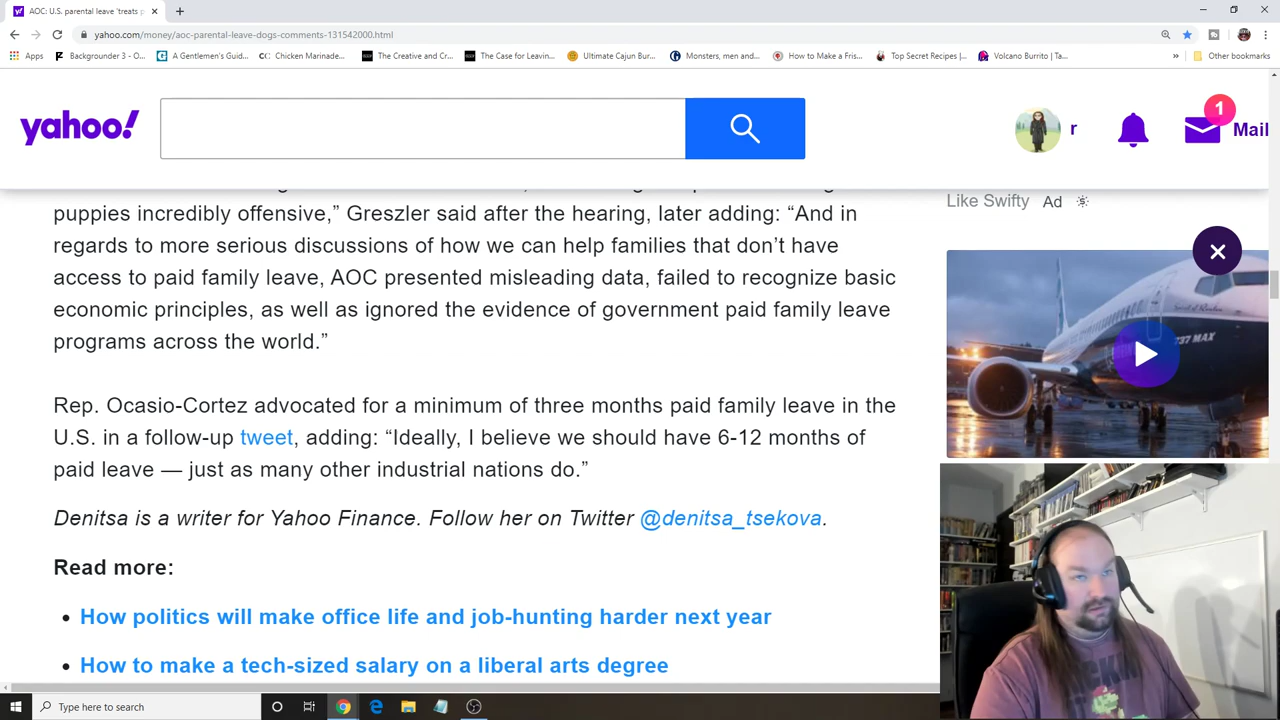 AOC: U.S. parental leave 'treats p
yahoo.com/money/aoc-parental-leave-dogs-comments-131542000.html
Apps
Backgrounder 3 - O...
A Gentlemen's Guid...
Chicken Marinade...
The Creative and Cr...
The Case for Leavin...
Ultimate Cajun Bur...
Monsters, men and...
How to Make a Fris...
Top Secret Recipes |...
Volcano Burrito | Ta...
Other bookmarks
yahoo!
r
1
Mail
puppies incredibly offensive,” Greszler said after the hearing, later adding: “And in
regards to more serious discussions of how we can help families that don’t have
access to paid family leave, AOC presented misleading data, failed to recognize basic
economic principles, as well as ignored the evidence of government paid family leave
programs across the world.”
Rep. Ocasio-Cortez advocated for a minimum of three months paid family leave in the
U.S. in a follow-up tweet, adding: “Ideally, I believe we should have 6-12 months of
paid leave — just as many other industrial nations do.”
Denitsa is a writer for Yahoo Finance. Follow her on Twitter @denitsa_tsekova.
Read more:
How politics will make office life and job-hunting harder next year
How to make a tech-sized salary on a liberal arts degree
Like Swifty Ad
737 MAX
Type here to search